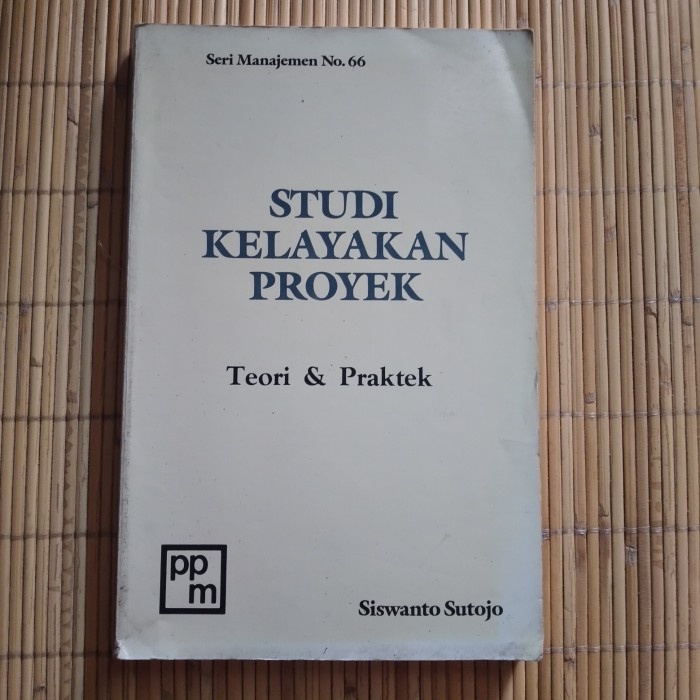 Seri Manajemen No. 66
STUDI
KELAYAKAN
PROYEK
Teori & Praktek
pp
m
Siswanto Sutojo